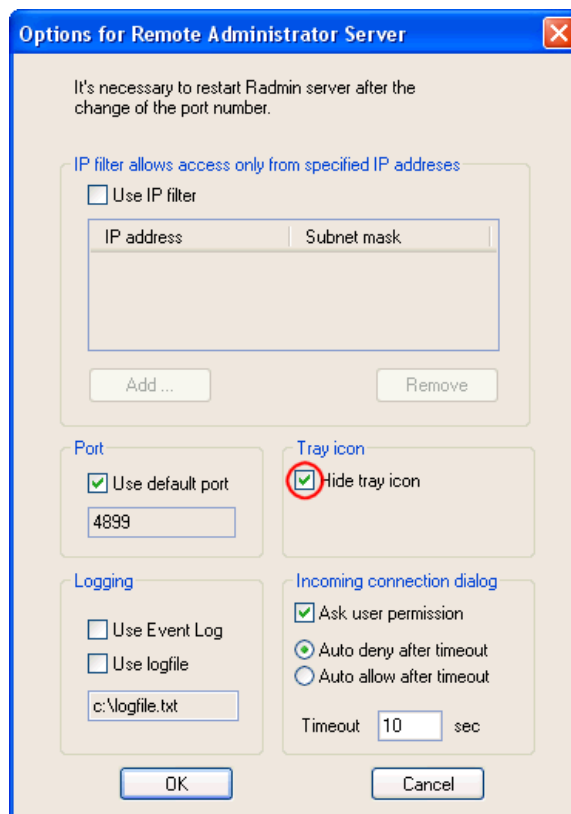 Options for Remote Administrator Server
It's necessary to restart Radmin server after the
change of the port number.
IP filter allows access only from specified IP addreses
Use IP filter
IP address Subnet mask
Add ... Remove
Port
Use default port
4899
Tray icon
Hide tray icon
Logging
Use Event Log
Use logfile
c:\logfile.txt
Incoming connection dialog
Ask user permission
Auto deny after timeout
Auto allow after timeout
Timeout 10 sec
OK Cancel